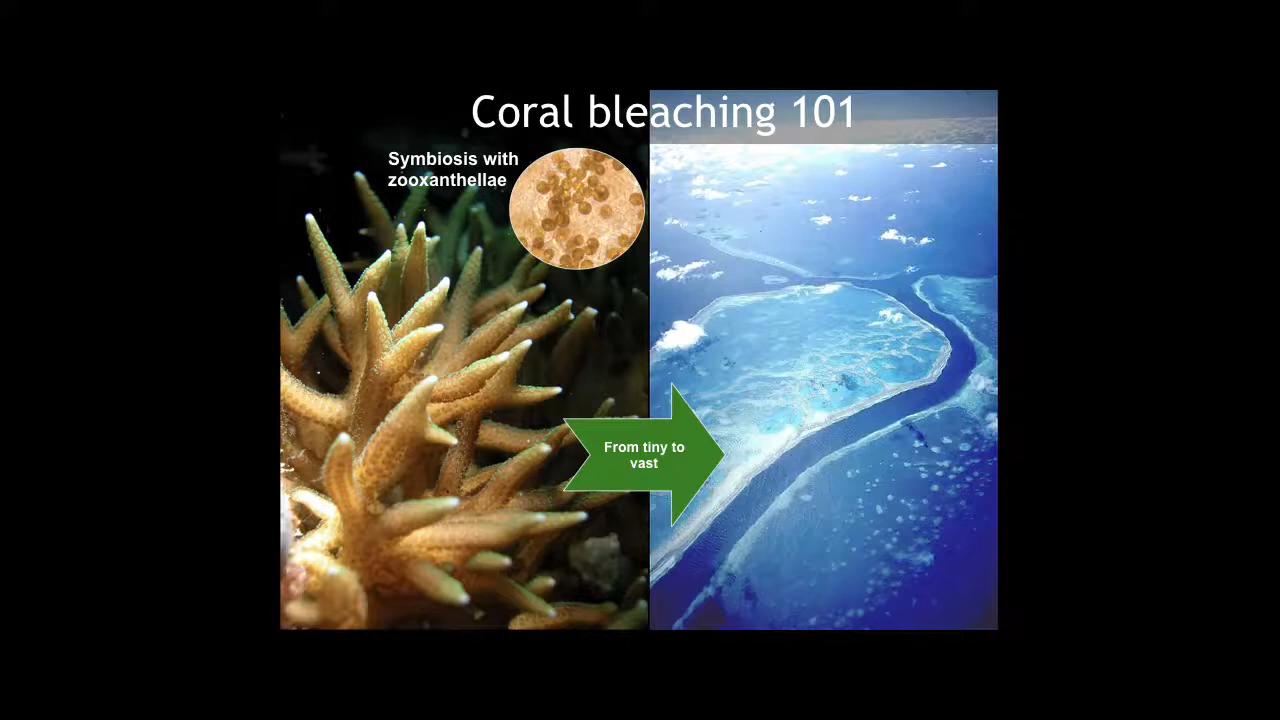 Coral bleaching 101
Symbiosis with
zooxanthellae
From tiny to
vast